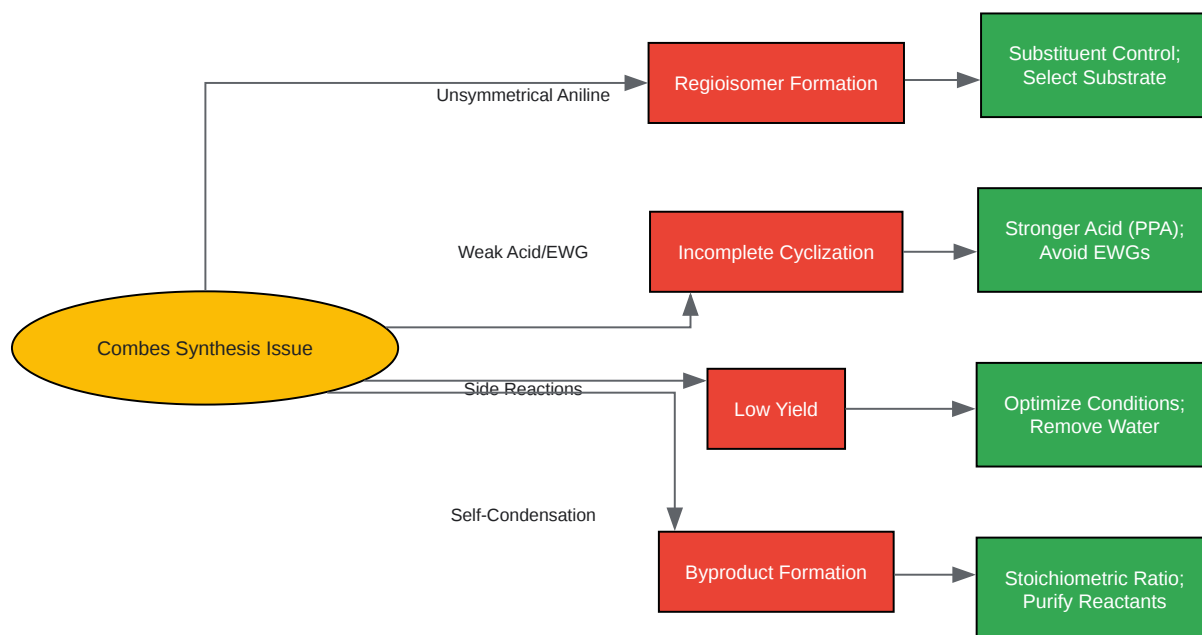 Unsymmetrical Aniline
Regioisomer Formation
Substituent Control;
Select Substrate
Weak Acid/EWG
Incomplete Cyclization
Stronger Acid (PPA);
Avoid EWGs
Combes Synthesis Issue
Side Reactions
Low Yield
Optimize Conditions;
Remove Water
Self-Condensation
Byproduct Formation
Stoichiometric Ratio;
Purify Reactants